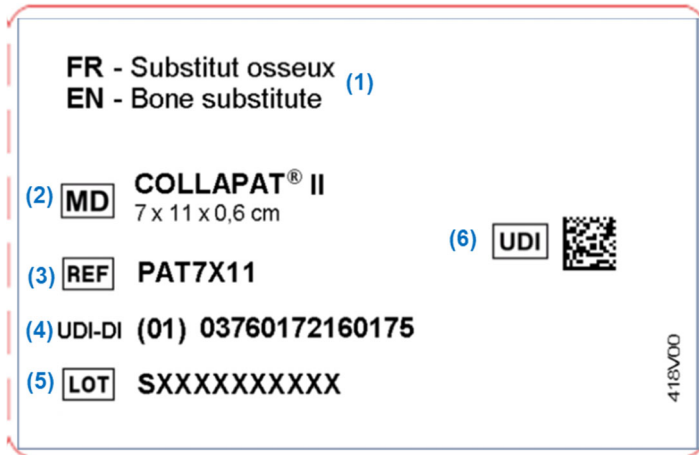 FR - Substitut osseux
EN - Bone substitute
(1)
(2) MD COLLAPAT® II
7 x 11 x 0,6 cm
(6) UDI
(3) REF PAT7X11
(4) UDI-DI (01) 03760172160175
(5) LOT SXXXXXXXXXX
418V00